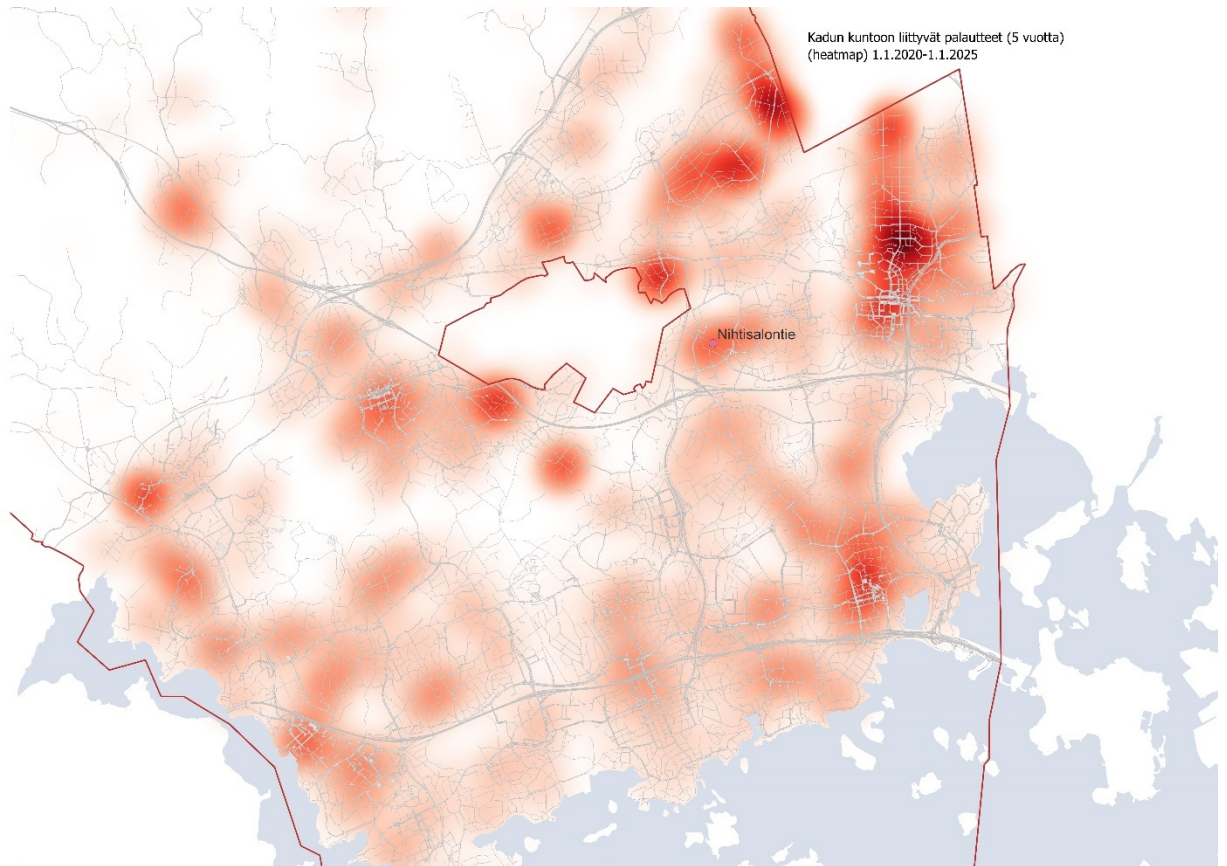 Kadun kuntoon liittyvät palautteet (5 vuotta)
(heatmap) 1.1.2020-1.1.2025
Nihtisalontie